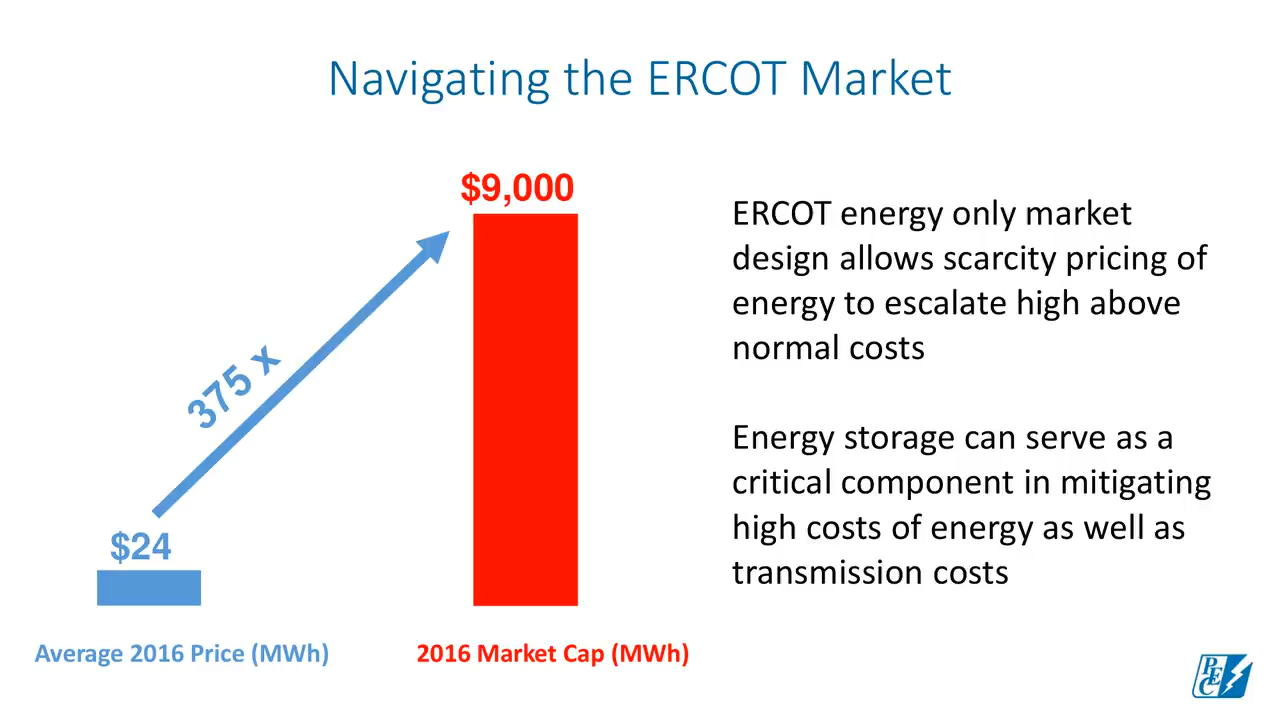 Navigating the ERCOT Market
$9,000
375 x
$24
Average 2016 Price (MWh)
2016 Market Cap (MWh)
ERCOT energy only market
design allows scarcity pricing of
energy to escalate high above
normal costs
Energy storage can serve as a
critical component in mitigating
high costs of energy as well as
transmission costs
PEC